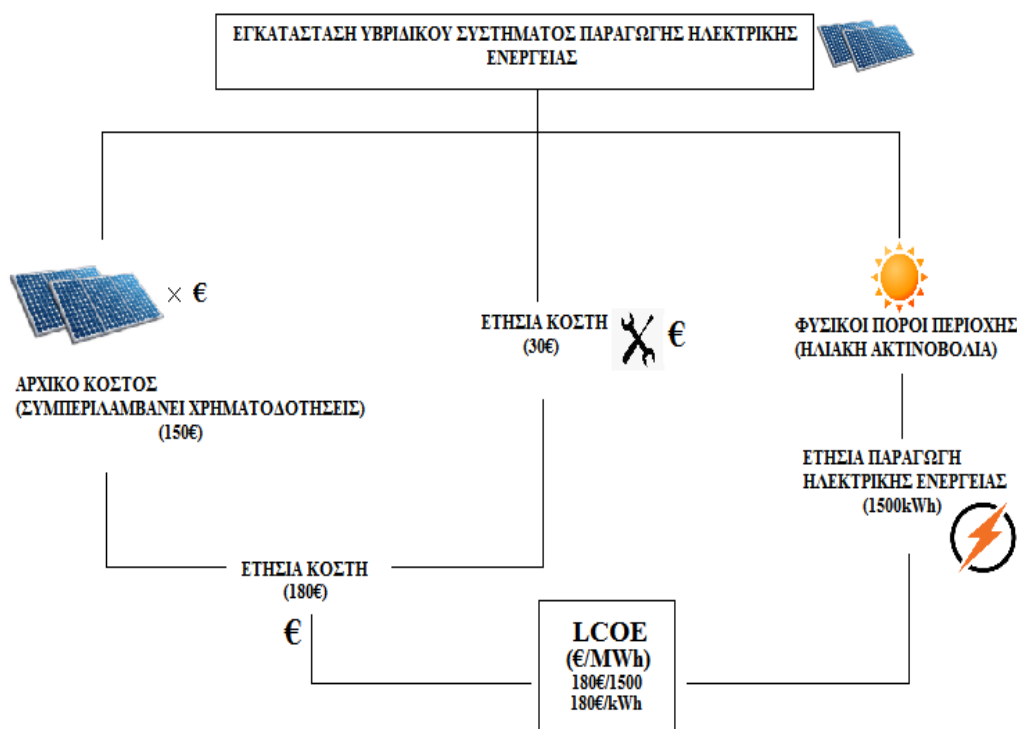 ΕΓΚΑΤΑΣΤΑΣΗ ΥΒΡΙΔΙΚΟΥ ΣΥΣΤΗΜΑΤΟΣ ΠΑΡΑΓΩΓΗΣ ΗΛΕΚΤΡΙΚΗΣ
ΕΝΕΡΓΕΙΑΣ
× €
ΑΡΧΙΚΟ ΚΟΣΤΟΣ
(ΣΥΜΠΕΡΙΛΑΜΒΑΝΕΙ ΧΡΗΜΑΤΟΔΟΤΗΣΕΙΣ)
(150€)
ΕΤΗΣΙΑ ΚΟΣΤΗ
(30€)
€
ΦΥΣΙΚΟΙ ΠΟΡΟΙ ΠΕΡΙΟΧΗΣ
(ΗΛΙΑΚΗ ΑΚΤΙΝΟΒΟΛΙΑ)
ΕΤΗΣΙΑ ΠΑΡΑΓΩΓΗ
ΗΛΕΚΤΡΙΚΗΣ ΕΝΕΡΓΕΙΑΣ
(1500kWh)
ΕΤΗΣΙΑ ΚΟΣΤΗ
(180€)
€
LCOE
(€/MWh)
180€/1500
180€/kWh